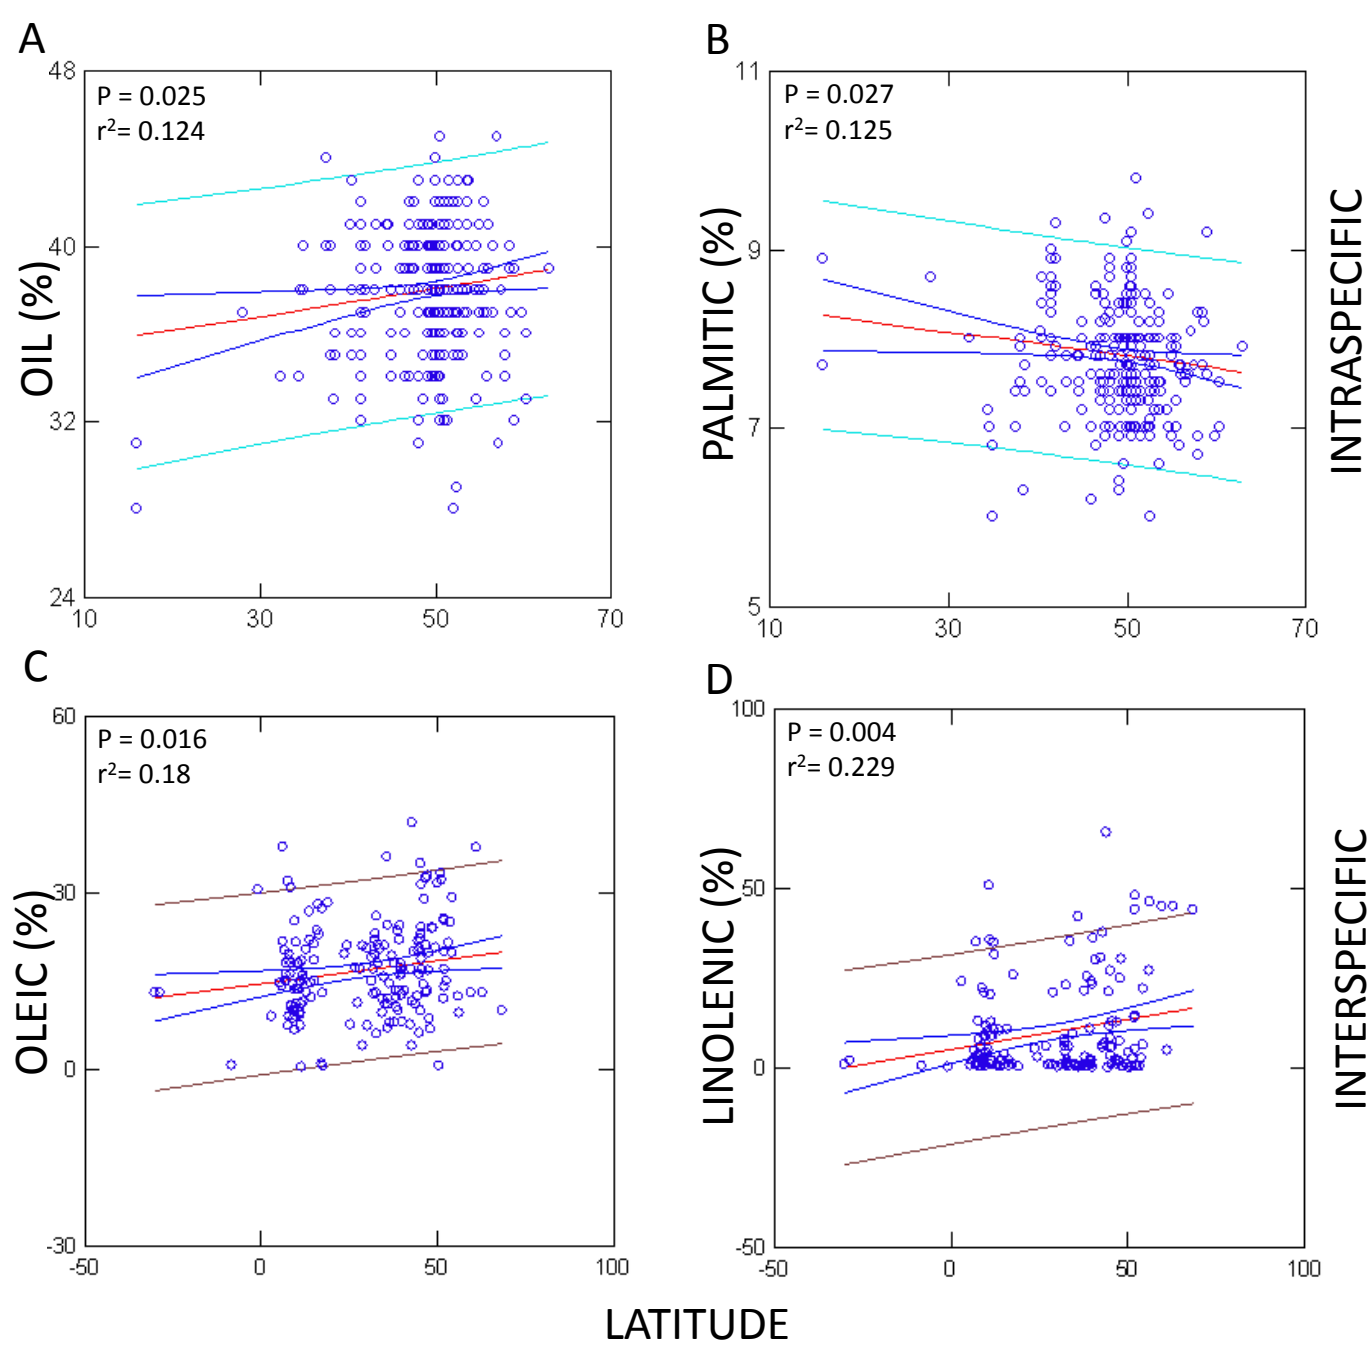 A
48
40
32
24
P = 0.025
r²= 0.124
OIL (%)
10
30
50
70
B
11
9
7
5
P = 0.027
r²= 0.125
PALMITIC (%)
10
30
50
70
INTRASPECIFIC
C
60
30
0
-30
P = 0.016
r²= 0.18
OLEIC (%)
-50
0
50
100
D
100
50
0
-50
P = 0.004
r²= 0.229
LINOLENIC (%)
-50
0
50
100
INTERSPECIFIC
LATITUDE